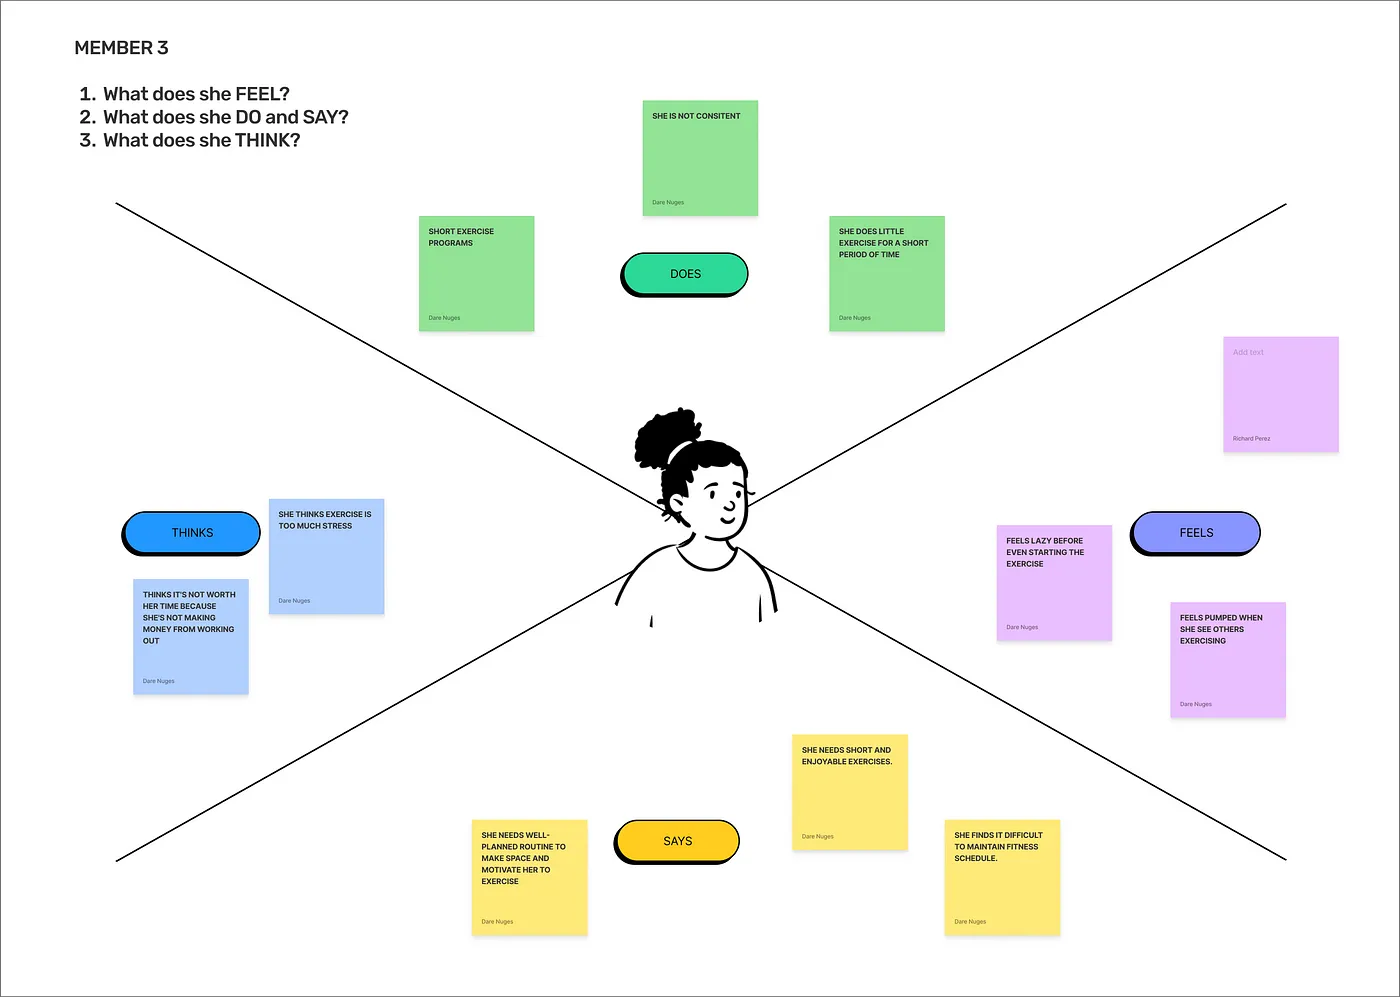 MEMBER 3
1. What does she FEEL?
2. What does she DO and SAY?
3. What does she THINK?
SHE IS NOT CONSITENT
Dare Nuges
SHORT EXERCISE
PROGRAMS
Dare Nuges
DOES
SHE DOES LITTLE
EXERCISE FOR A SHORT
PERIOD OF TIME
Dare Nuges
Add text
Richard Perez
THINKS
SHE THINKS EXERCISE IS
TOO MUCH STRESS
Dare Nuges
THINKS IT'S NOT WORTH
HER TIME BECAUSE
SHE'S NOT MAKING
MONEY FROM WORKING
OUT
Dare Nuges
FEELS
FEELS LAZY BEFORE
EVEN STARTING THE
EXERCISE
Dare Nuges
FEELS PUMPED WHEN
SHE SEE OTHERS
EXERCISING
Dare Nuges
SHE NEEDS WELL-
PLANNED ROUTINE TO
MAKE SPACE AND
MOTIVATE HER TO
EXERCISE
Dare Nuges
SAYS
SHE NEEDS SHORT AND
ENJOYABLE EXERCISES.
Dare Nuges
SHE FINDS IT DIFFICULT
TO MAINTAIN FITNESS
SCHEDULE.
Dare Nuges